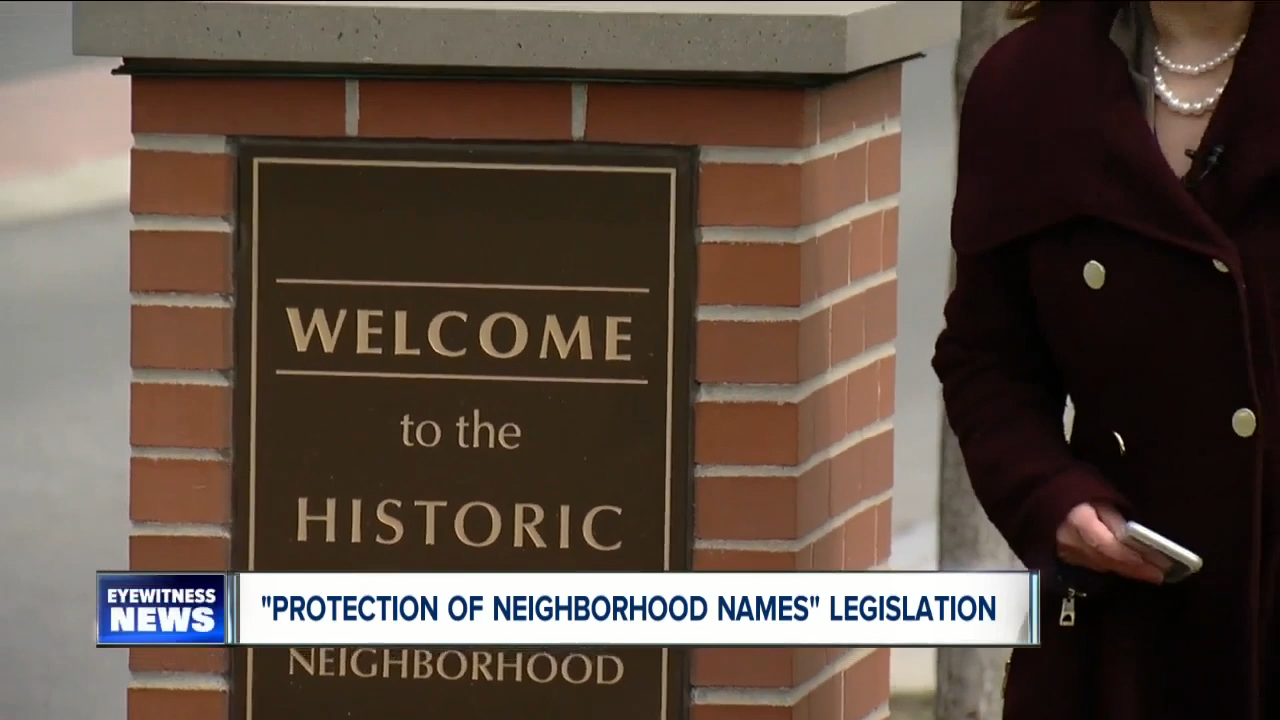 WELCOME
to the
HISTORIC
EYEWITNESS
NEWS
"PROTECTION OF NEIGHBORHOOD NAMES" LEGISLATION
NEIGHBORHOOD